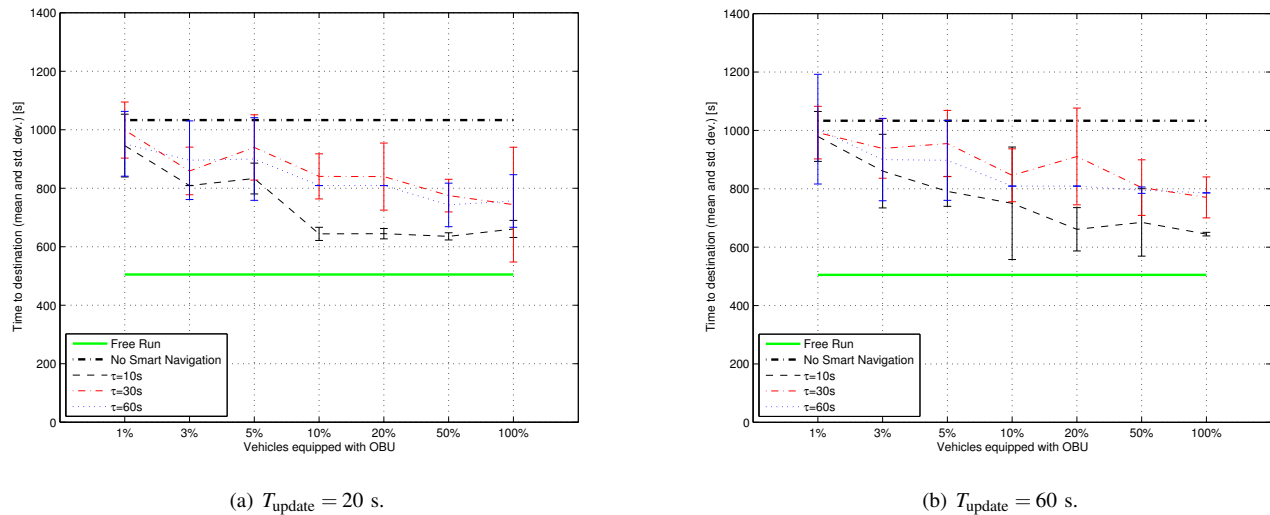 1400
1200
1000
800
600
400
200
0
Time to destination (mean and std. dev.) [s]
Free Run
No Smart Navigation
τ=10s
τ=30s
τ=60s
1% 3% 5% 10% 20% 50% 100%
Vehicles equipped with OBU
(a) T_update = 20 s.
1400
1200
1000
800
600
400
200
0
Time to destination (mean and std. dev.) [s]
Free Run
No Smart Navigation
τ=10s
τ=30s
τ=60s
1% 3% 5% 10% 20% 50% 100%
Vehicles equipped with OBU
(b) T_update = 60 s.